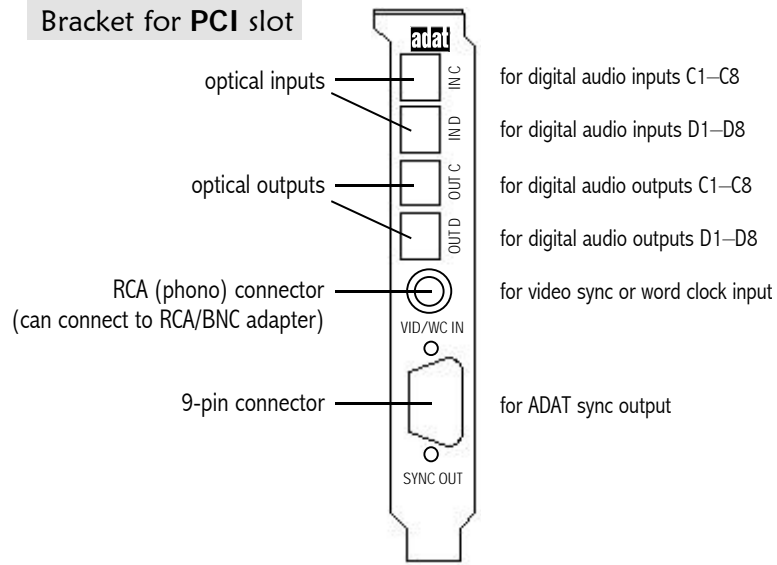 Bracket for PCI slot
adat
optical inputs
IN C
for digital audio inputs C1–C8
IN D
for digital audio inputs D1–D8
optical outputs
OUT C
for digital audio outputs C1–C8
OUT D
for digital audio outputs D1–D8
RCA (phono) connector
(can connect to RCA/BNC adapter)
for video sync or word clock input
VID/WC IN
9-pin connector
for ADAT sync output
SYNC OUT